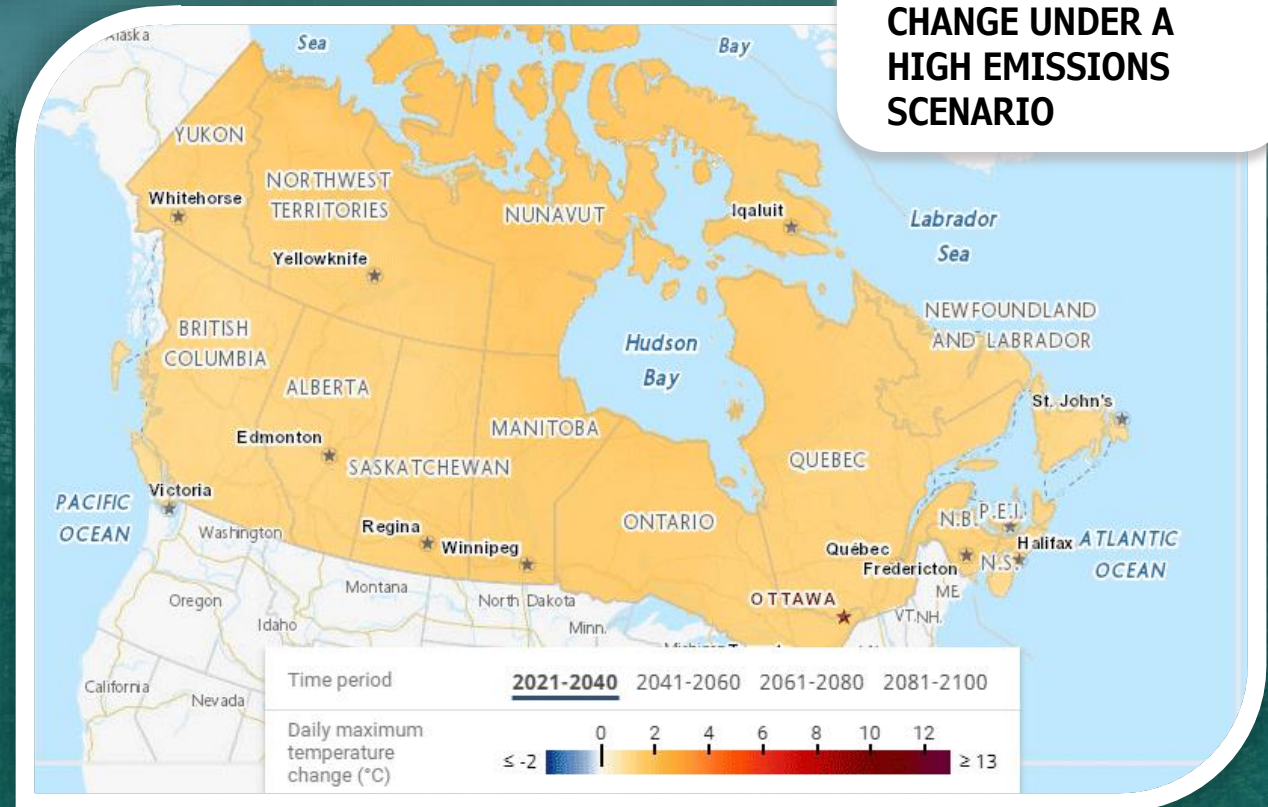 CHANGE UNDER A
HIGH EMISSIONS
SCENARIO
Alaska
Sea
Bay
YUKON
NORTHWEST
TERRITORIES
Whitehorse
NUNAVUT
Iqaluit
Labrador
Sea
Yellowknife
NEWFOUNDLAND
AND LABRADOR
BRITISH
COLUMBIA
Hudson
Bay
ALBERTA
St. John's
MANITOBA
Edmonton
SASKATCHEWAN
QUEBEC
PACIFIC
OCEAN
Victoria
Washington
Regina
Winnipeg
ONTARIO
N.B.
P.E.I.
Halifax
ATLANTIC
OCEAN
Québec
Fredericton
N.S.
Montana
North Dakota
OTTAWA
ME
Oregon
Idaho
Minn.
VT.
NH.
California
Nevada
Time period 2021-2040 2041-2060 2061-2080 2081-2100
Daily maximum
temperature
change (°C)
0 2 4 6 8 10 12
≤ -2 ≥ 13